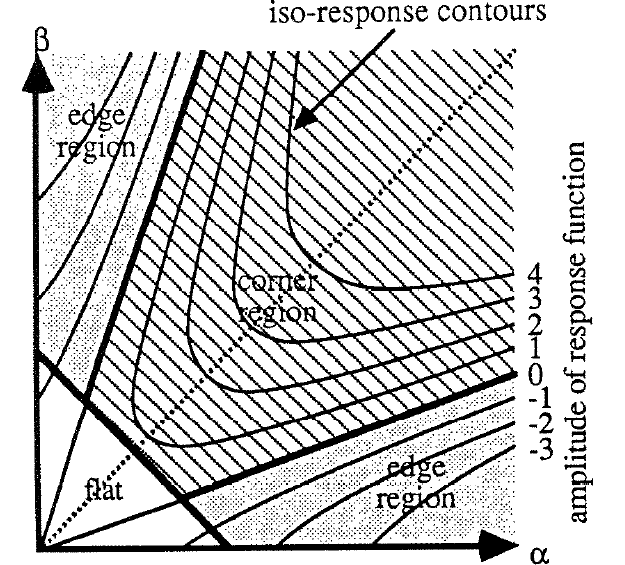 iso-response contours
β
edge
region
corner
region
4
3
2
1
0
-1
-2
-3
edge
region
flat
α
amplitude of response function